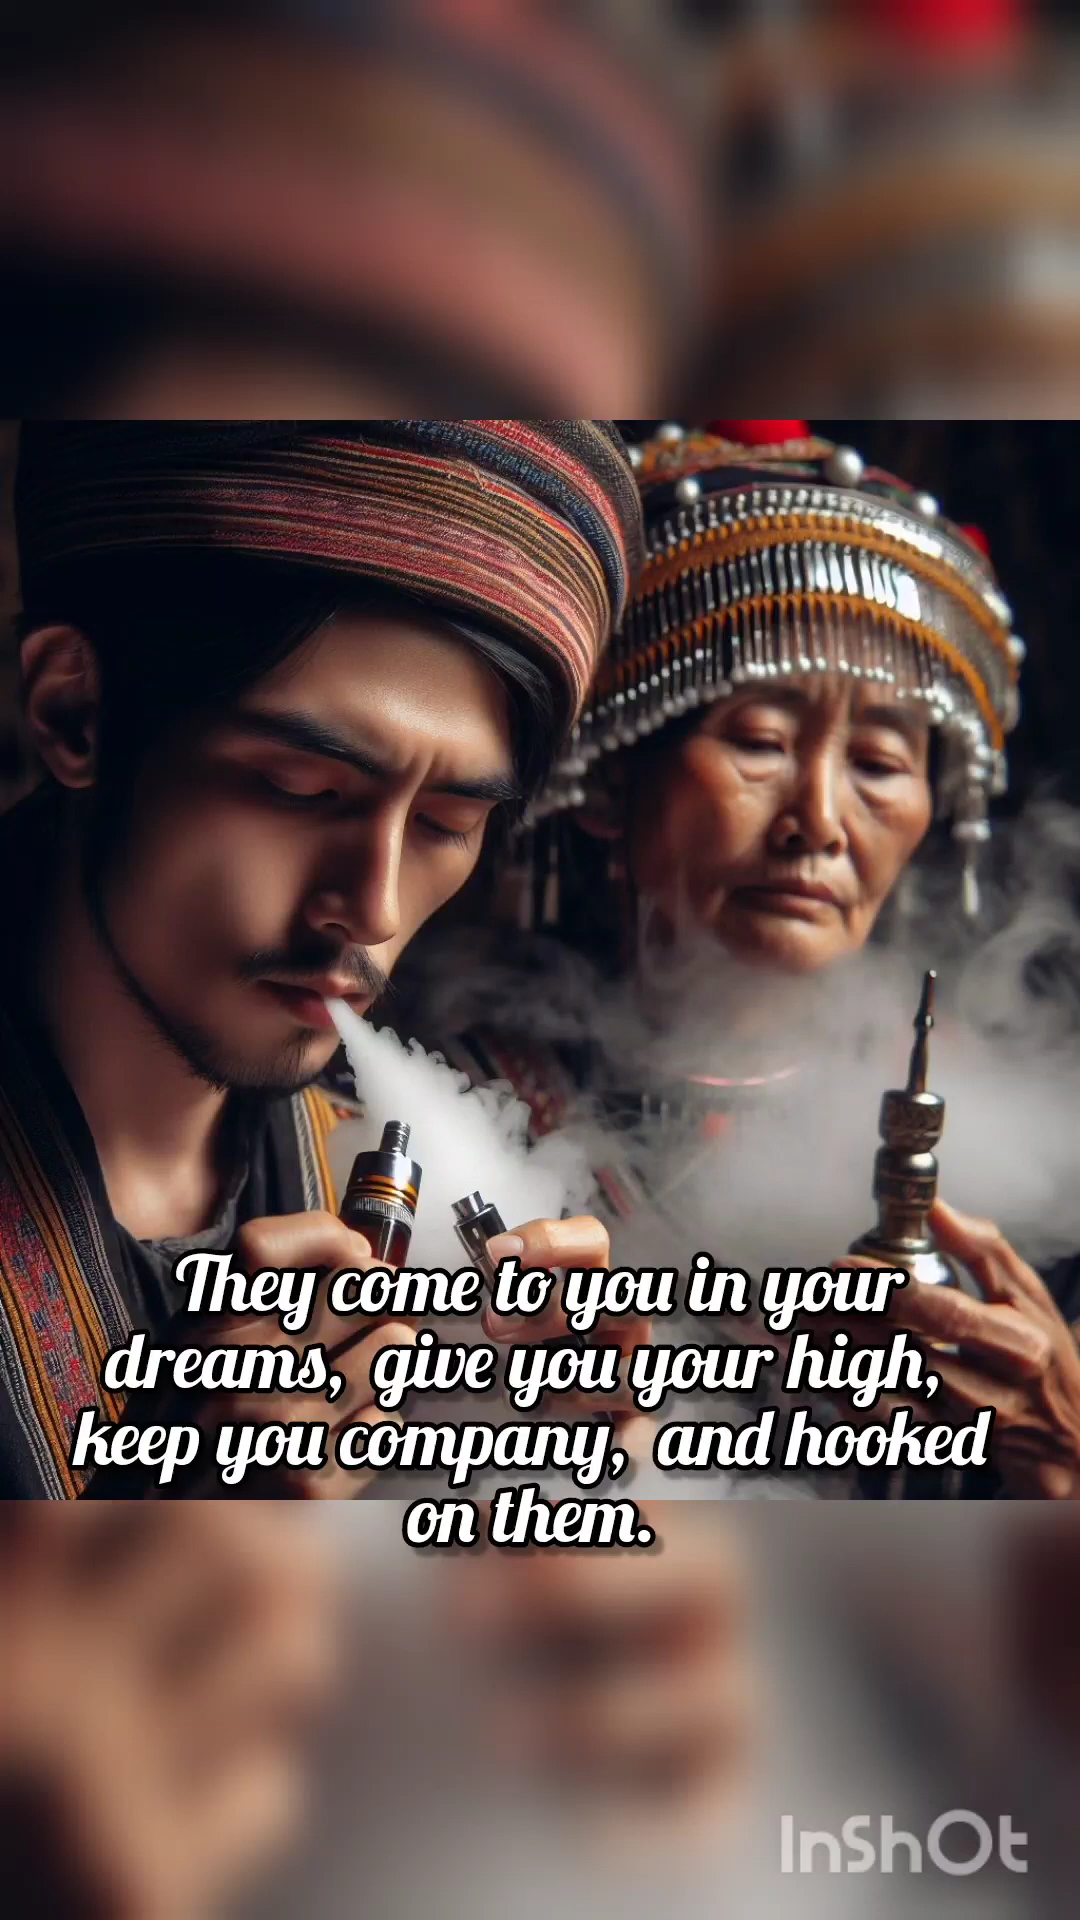 They come to you in your
dreams, give you your high,
keep you company, and hooked
on them.
InShOt